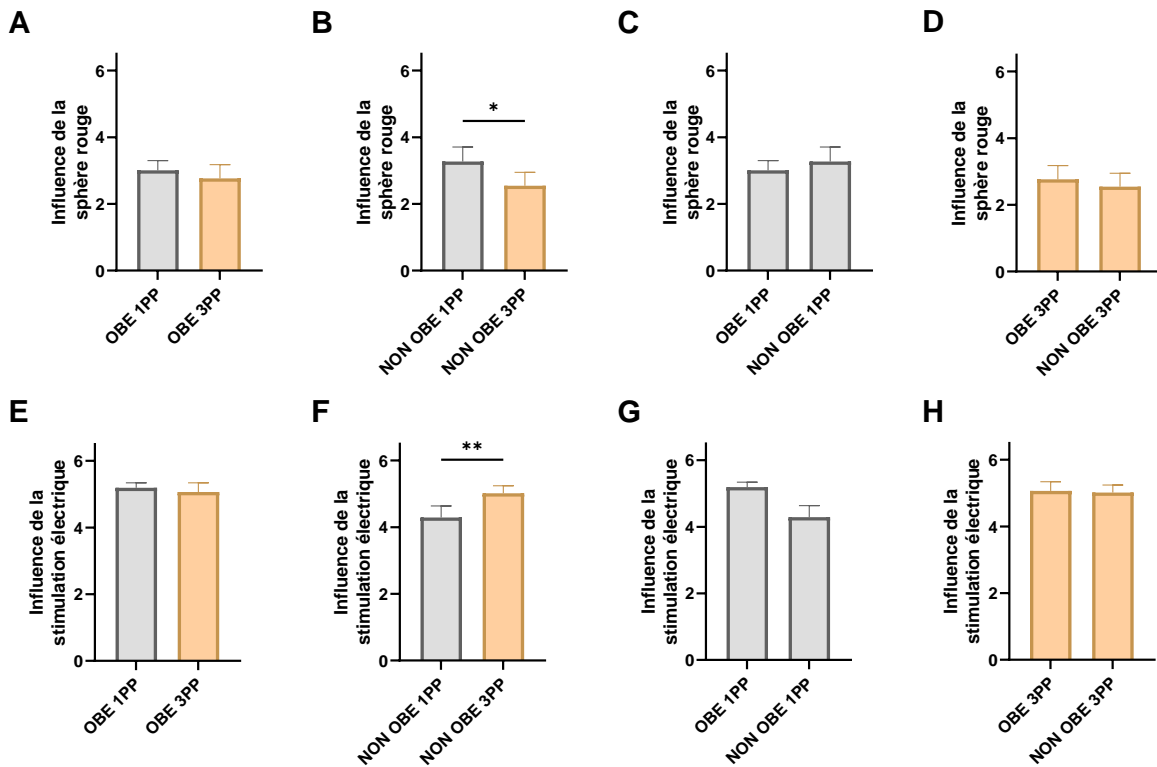 A
Influence de la
sphère rouge
6
4
2
0
OBE 1PP
OBE 3PP
B
Influence de la
sphère rouge
6
4
2
0
*
NON OBE 1PP
NON OBE 3PP
C
Influence de la
sphère rouge
6
4
2
0
OBE 1PP
NON OBE 1PP
D
Influence de la
sphère rouge
6
4
2
0
OBE 3PP
NON OBE 3PP
E
Influence de la
stimulation électrique
6
4
2
0
OBE 1PP
OBE 3PP
F
Influence de la
stimulation électrique
6
4
2
0
**
NON OBE 1PP
NON OBE 3PP
G
Influence de la
stimulation électrique
6
4
2
0
OBE 1PP
NON OBE 1PP
H
Influence de la
stimulation électrique
6
4
2
0
OBE 3PP
NON OBE 3PP